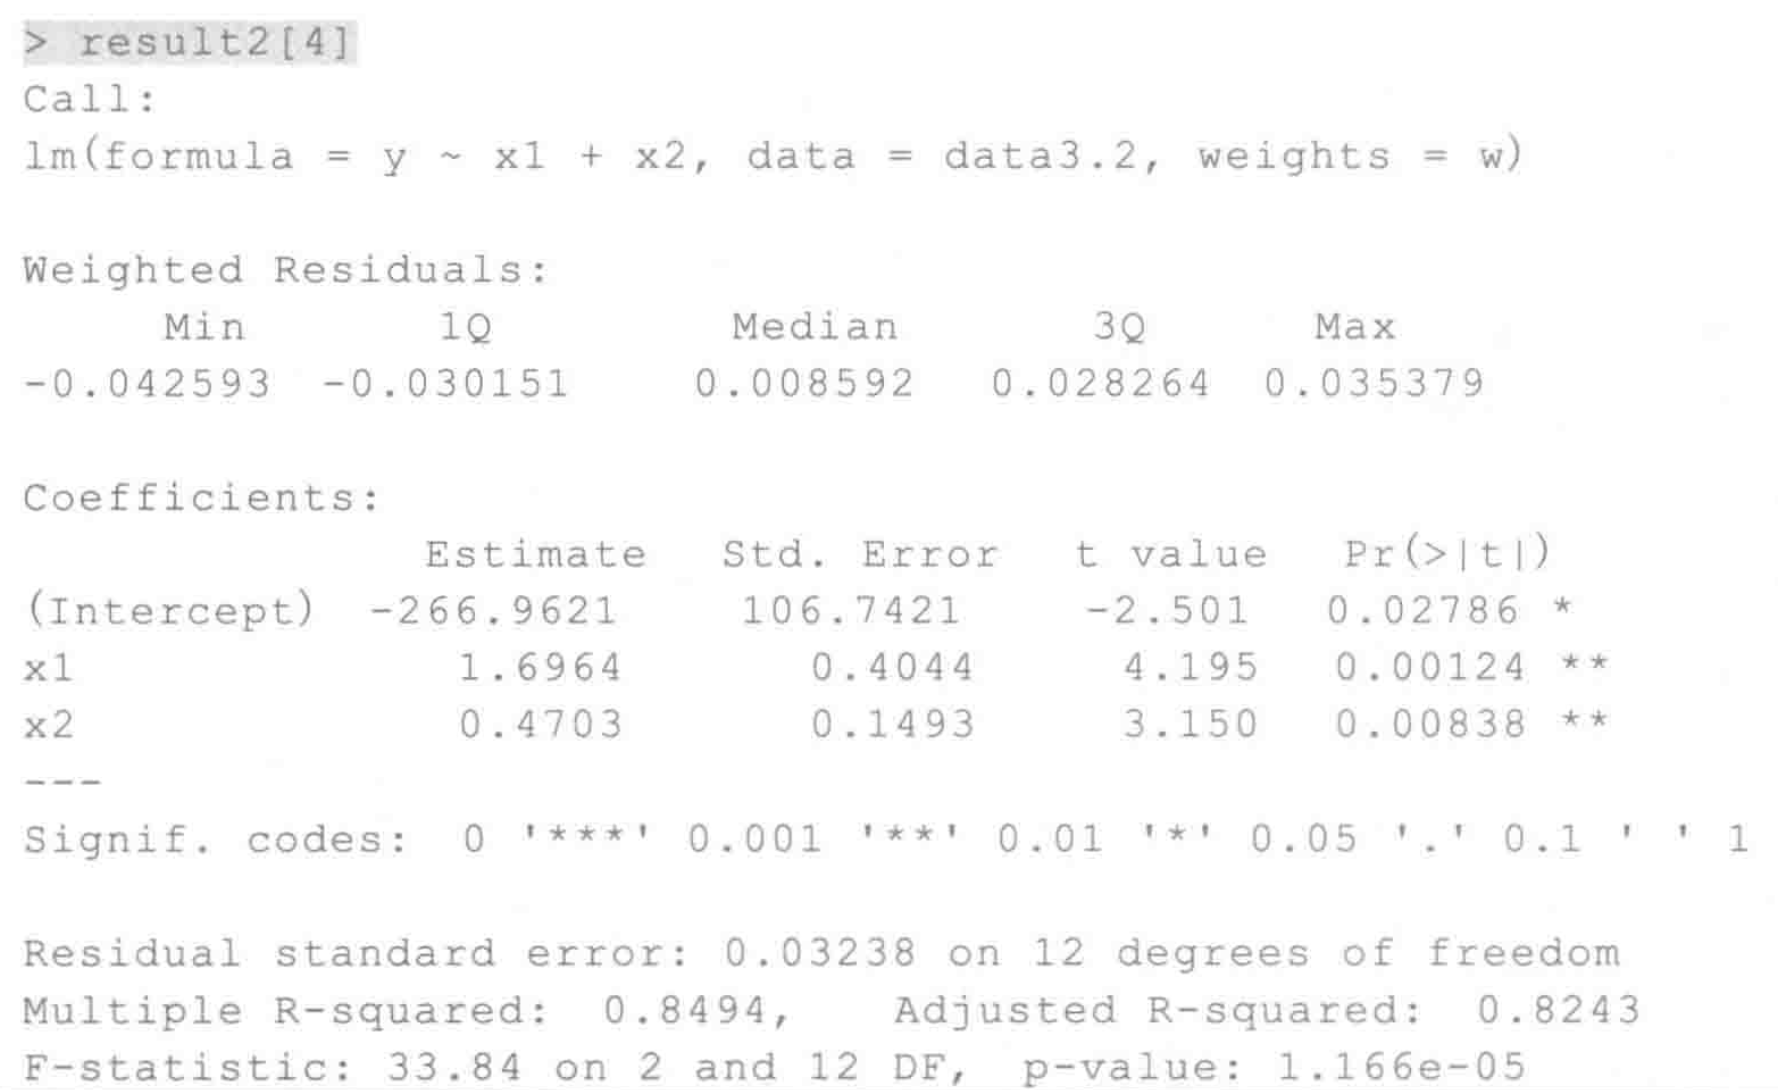 > result2[4]
Call:
lm(formula = y ~ x1 + x2, data = data3.2, weights = w)
Weighted Residuals:
Min 1Q Median 3Q Max
-0.042593 -0.030151 0.008592 0.028264 0.035379
Coefficients:
Estimate Std. Error t value Pr(>|t|)
(Intercept) -266.9621 106.7421 -2.501 0.02786 *
x1 1.6964 0.4044 4.195 0.00124 **
x2 0.4703 0.1493 3.150 0.00838 **
---
Signif. codes: 0 '***' 0.001 '**' 0.01 '*' 0.05 '.' 0.1 ' ' 1
Residual standard error: 0.03238 on 12 degrees of freedom
Multiple R-squared: 0.8494, Adjusted R-squared: 0.8243
F-statistic: 33.84 on 2 and 12 DF, p-value: 1.166e-05